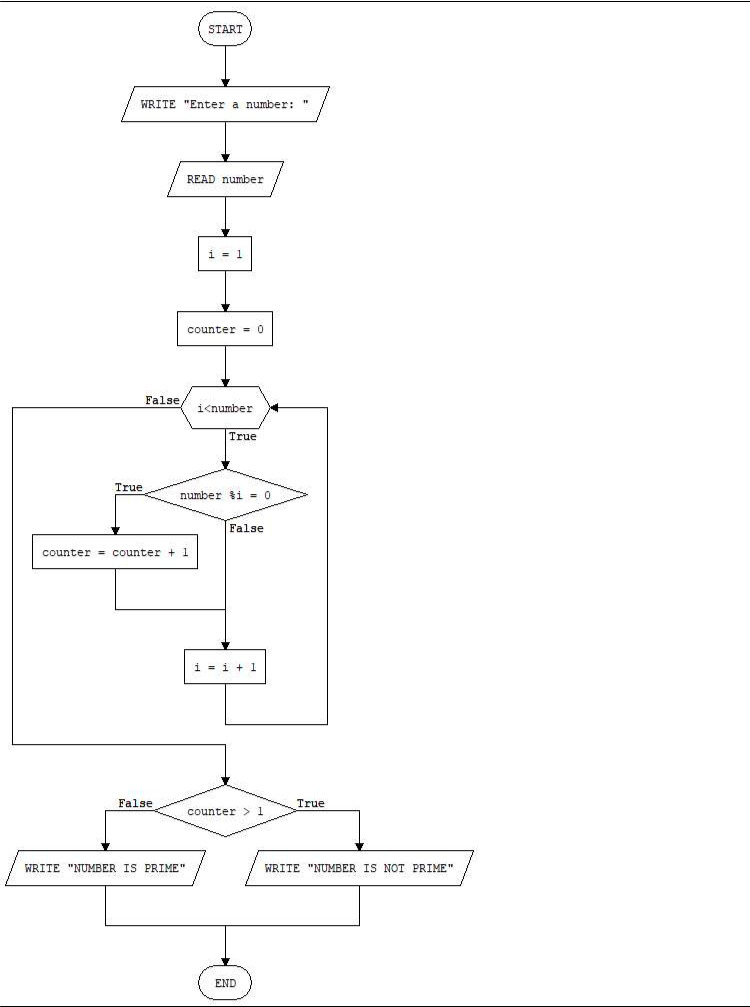 START
WRITE "Enter a number: "
READ number
i = 1
counter = 0
False
i<number
True
True
number %i = 0
False
counter = counter + 1
i = i + 1
False
counter > 1
True
WRITE "NUMBER IS PRIME"
WRITE "NUMBER IS NOT PRIME"
END